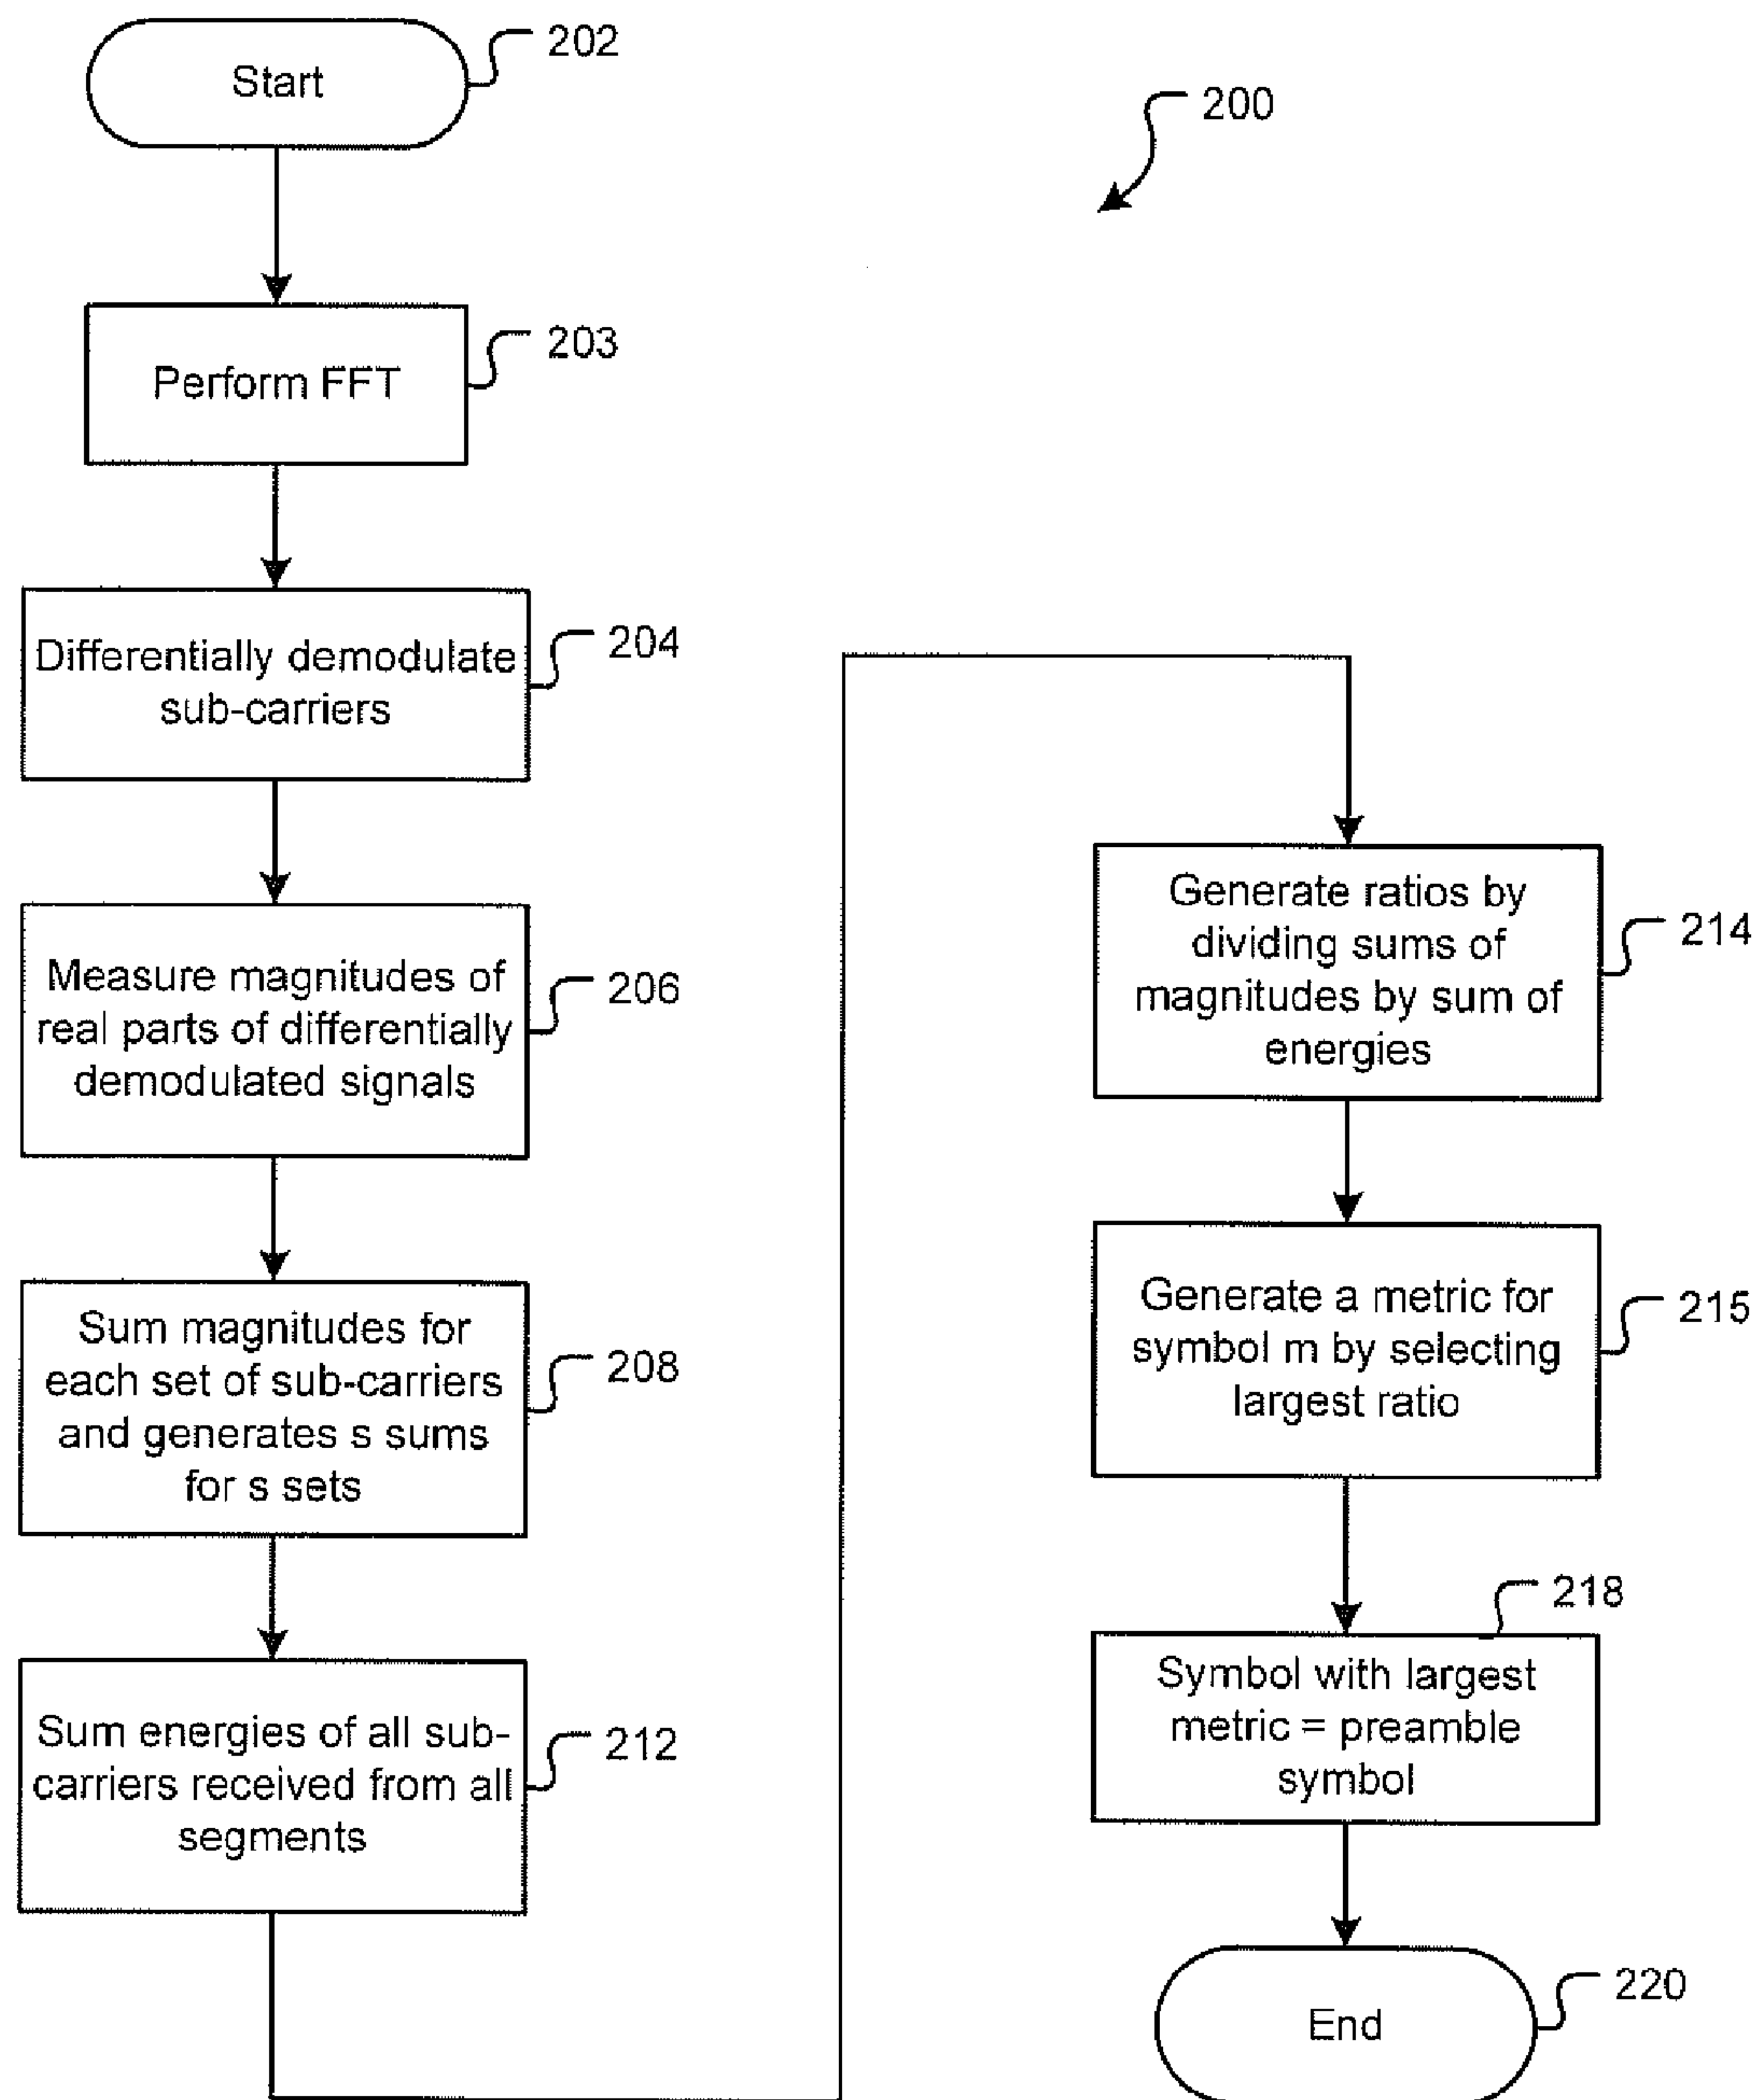 Start
202
200
Perform FFT
203
Differentially demodulate
sub-carriers
204
Measure magnitudes of
real parts of differentially
demodulated signals
206
Sum magnitudes for
each set of sub-carriers
and generates s sums
for s sets
208
Sum energies of all sub-
carriers received from all
segments
212
Generate ratios by
dividing sums of
magnitudes by sum of
energies
214
Generate a metric for
symbol m by selecting
largest ratio
215
218
Symbol with largest
metric = preamble
symbol
End
220